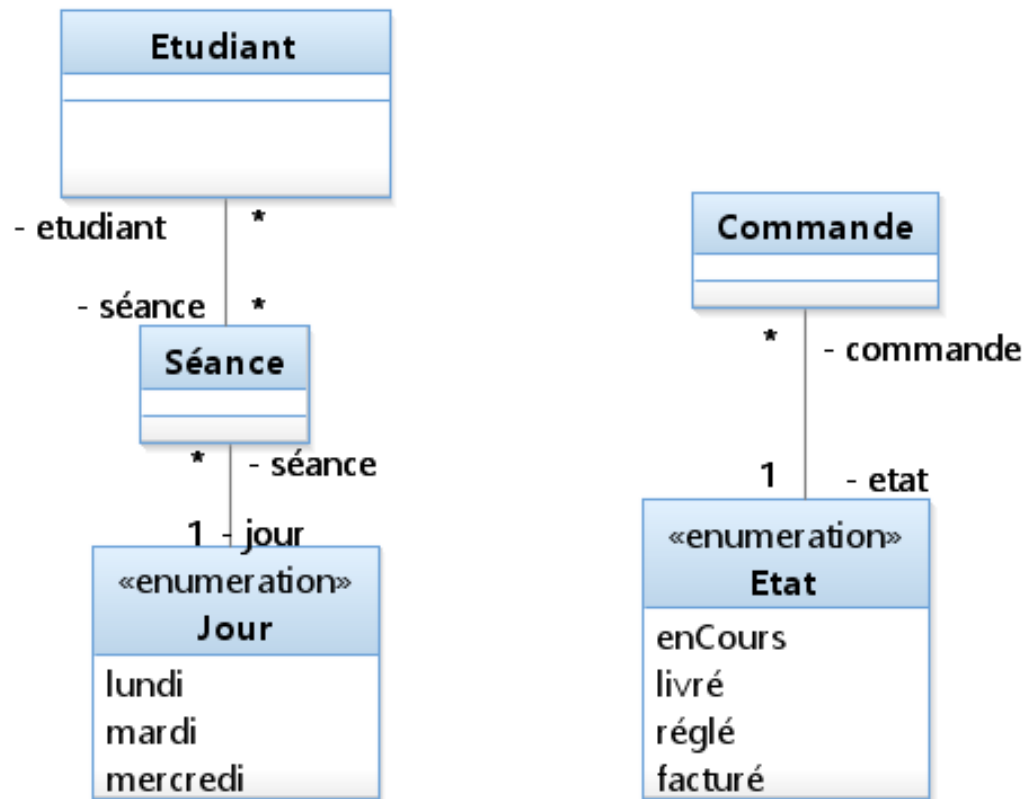 Etudiant
- etudiant *
- séance *
Séance
* - séance
1 - jour
«enumeration»
Jour
lundi
mardi
mercredi
Commande
* - commande
1 - etat
«enumeration»
Etat
enCours
livré
réglé
facturé